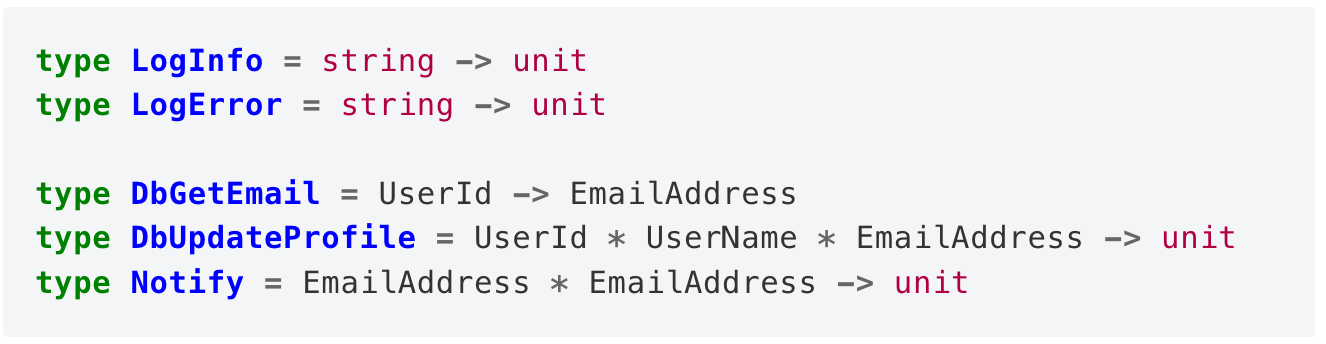 type LogInfo = string -> unit
type LogError = string -> unit
type DbGetEmail = UserId -> EmailAddress
type DbUpdateProfile = UserId * UserName * EmailAddress -> unit
type Notify = EmailAddress * EmailAddress -> unit